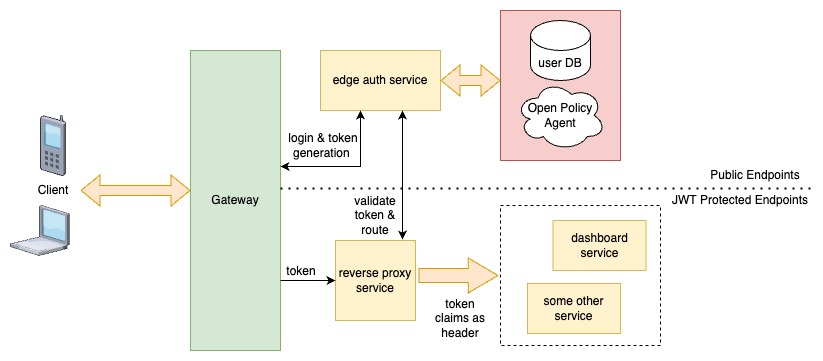 edge auth service
user DB
Open Policy
Agent
login & token
generation
Public Endpoints
Client
Gateway
JWT Protected Endpoints
validate
token &
route
dashboard
service
token
reverse proxy
service
some other
service
token
claims as
header